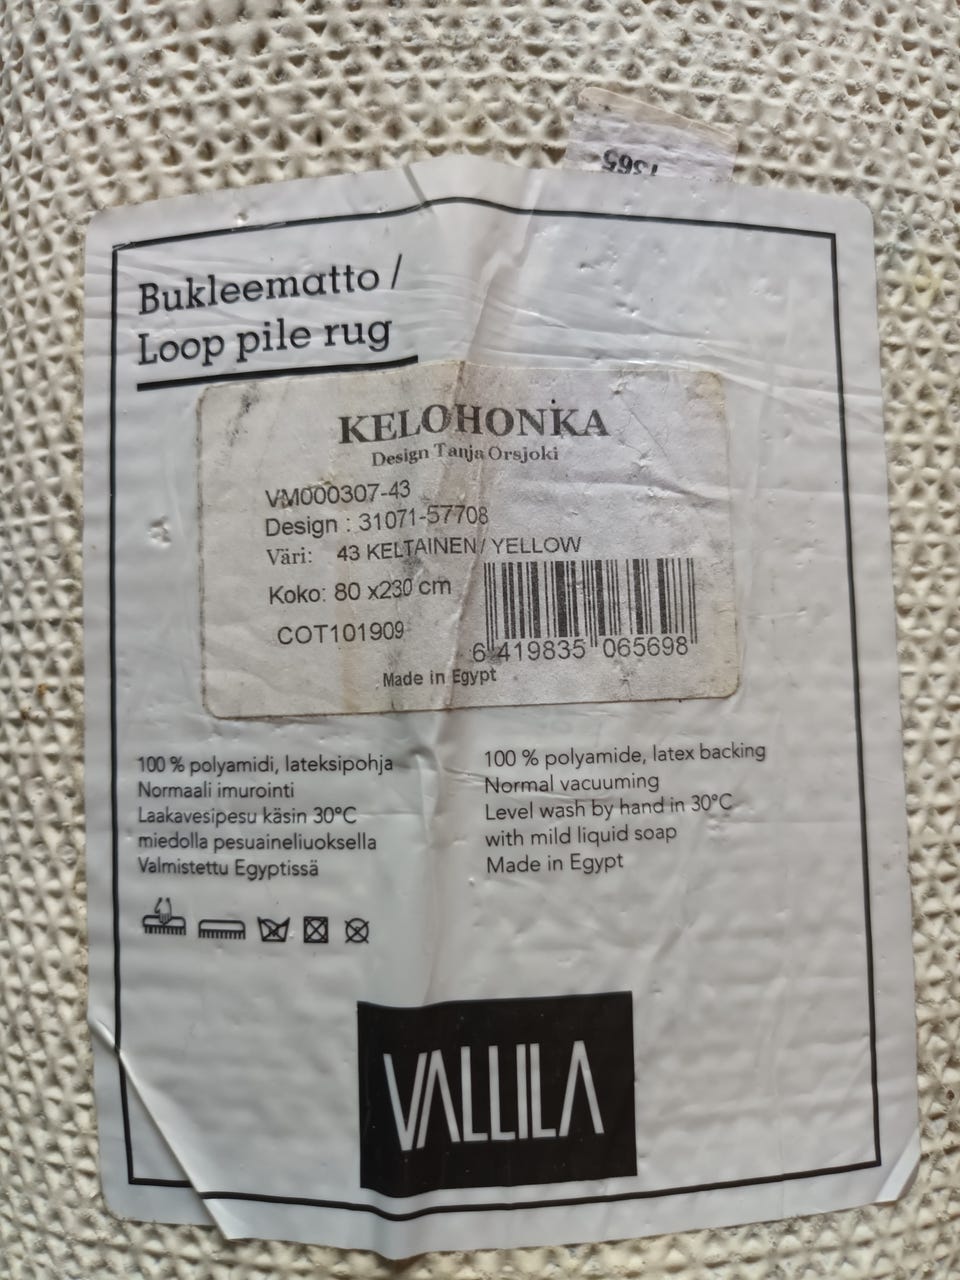 1365
Bukleematto /
Loop pile rug
KELOHONKA
Design Tanja Orsjoki
VM000307-43
Design : 31071-57708
Väri: 43 KELTAINEN / YELLOW
Koko: 80 x230 cm
COT101909
6 419835 065698
Made in Egypt
100 % polyamidi, lateksipohja
Normaali imurointi
Laakavesipesu käsin 30°C
miedolla pesuaineliuoksella
Valmistettu Egyptissä
100 % polyamide, latex backing
Normal vacuuming
Level wash by hand in 30°C
with mild liquid soap
Made in Egypt
VALLILA